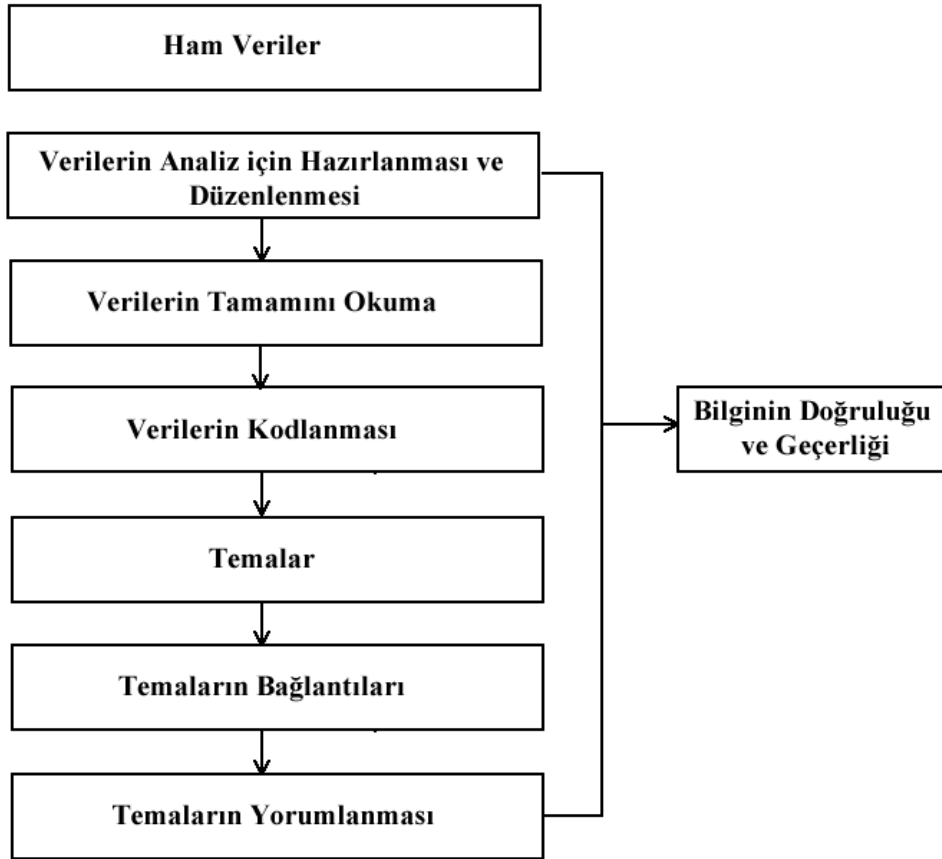 Ham Veriler
Verilerin Analiz için Hazırlanması ve
Düzenlenmesi
Verilerin Tamamını Okuma
Verilerin Kodlanması
Bilginin Doğruluğu
ve Geçerliği
Temalar
Temaların Bağlantıları
Temaların Yorumlanması